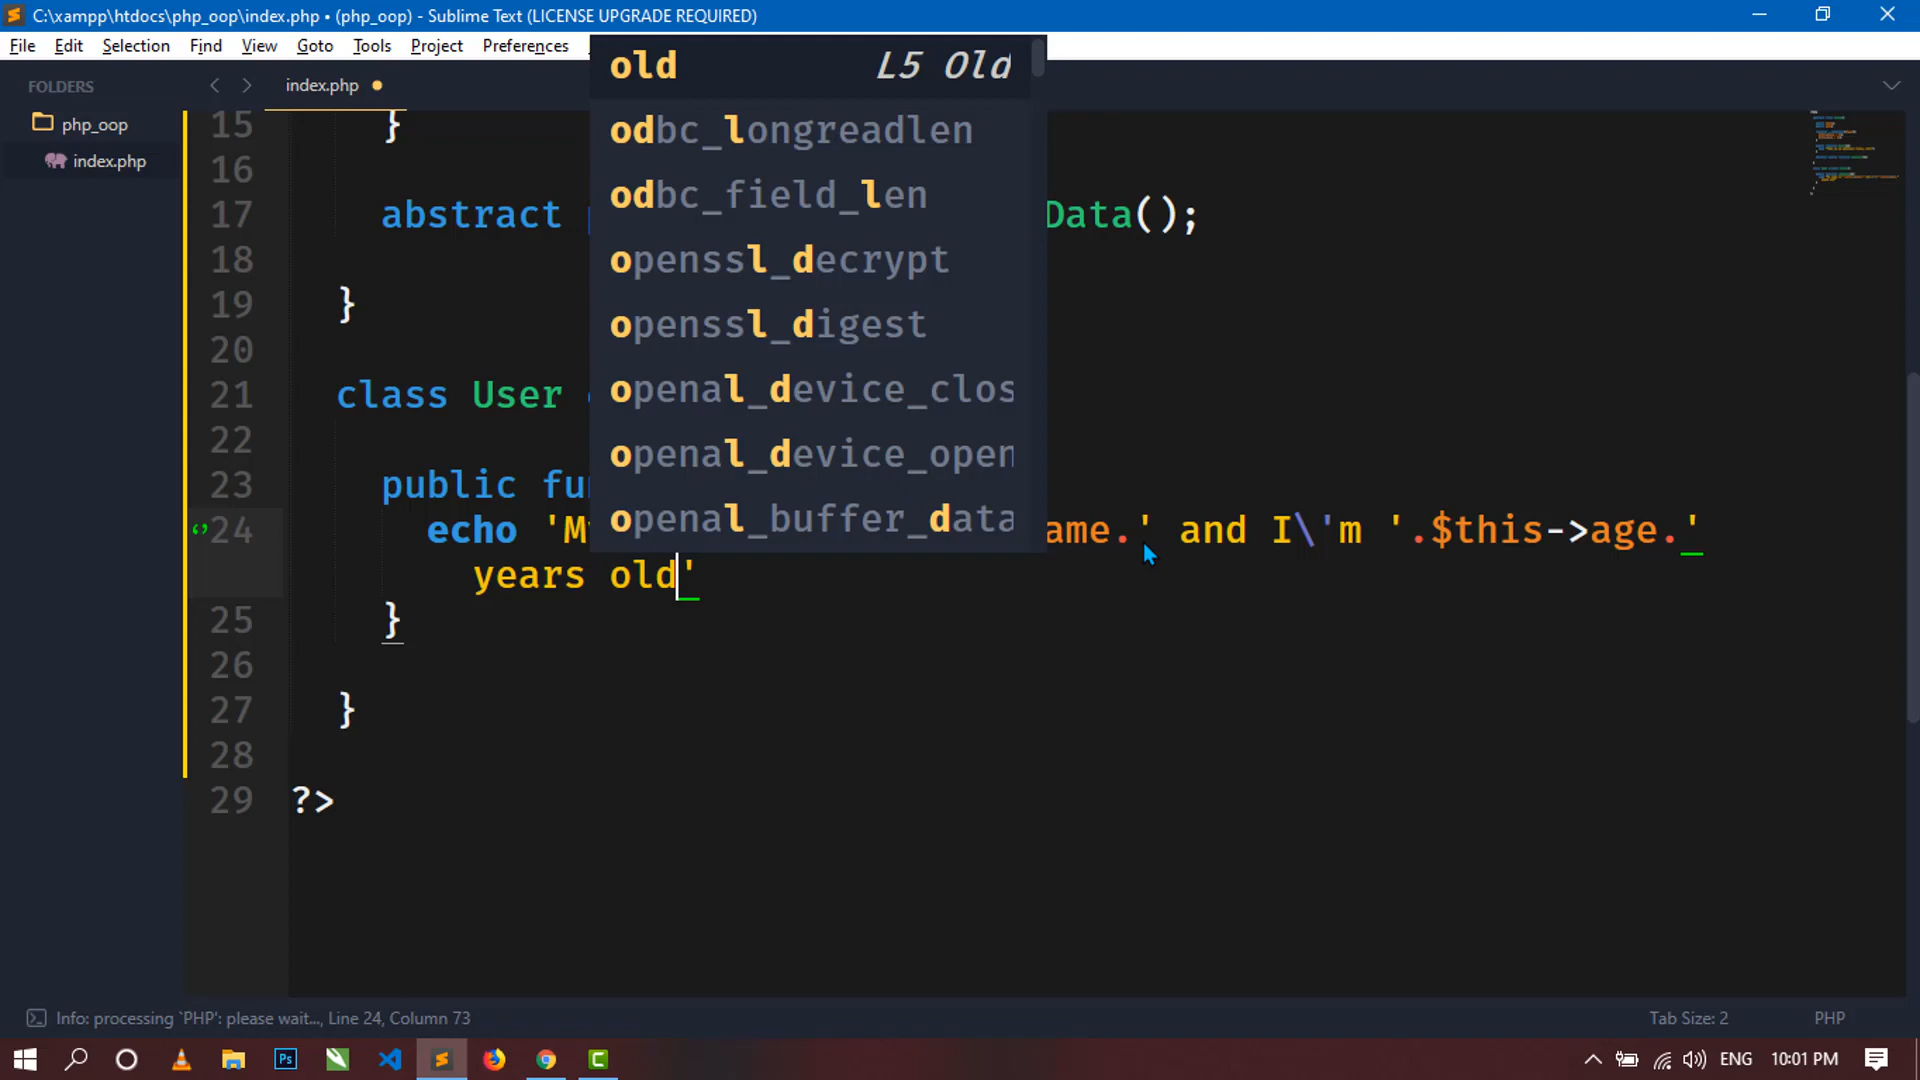 C:\xampp\htdocs\php_oop\index.php • (php_oop) - Sublime Text (LICENSE UPGRADE REQUIRED)
File Edit Selection Find View Goto Tools Project Preferences
FOLDERS
php_oop
index.php
index.php
old L5 Old
odbc_longreadlen
odbc_field_len
openssl_decrypt
openssl_digest
openal_device_clos
openal_device_open
openal_buffer_data
15 }
16
17 abstract Data();
18
19 }
20
21 class User
22
23 public fu
24 echo 'M ame.' and I\'m '.$this->age.'
years old'
25 }
26
27 }
28
29 ?>
Info: processing `PHP': please wait..., Line 24, Column 73
Tab Size: 2
PHP
Ps
ENG
10:01 PM